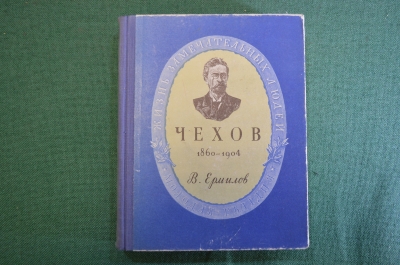 ЖИЗНЬ ЗАМЕЧАТЕЛЬНЫХ ЛЮДЕЙ
ЧЕХОВ
1860-1904
В. Ермилов